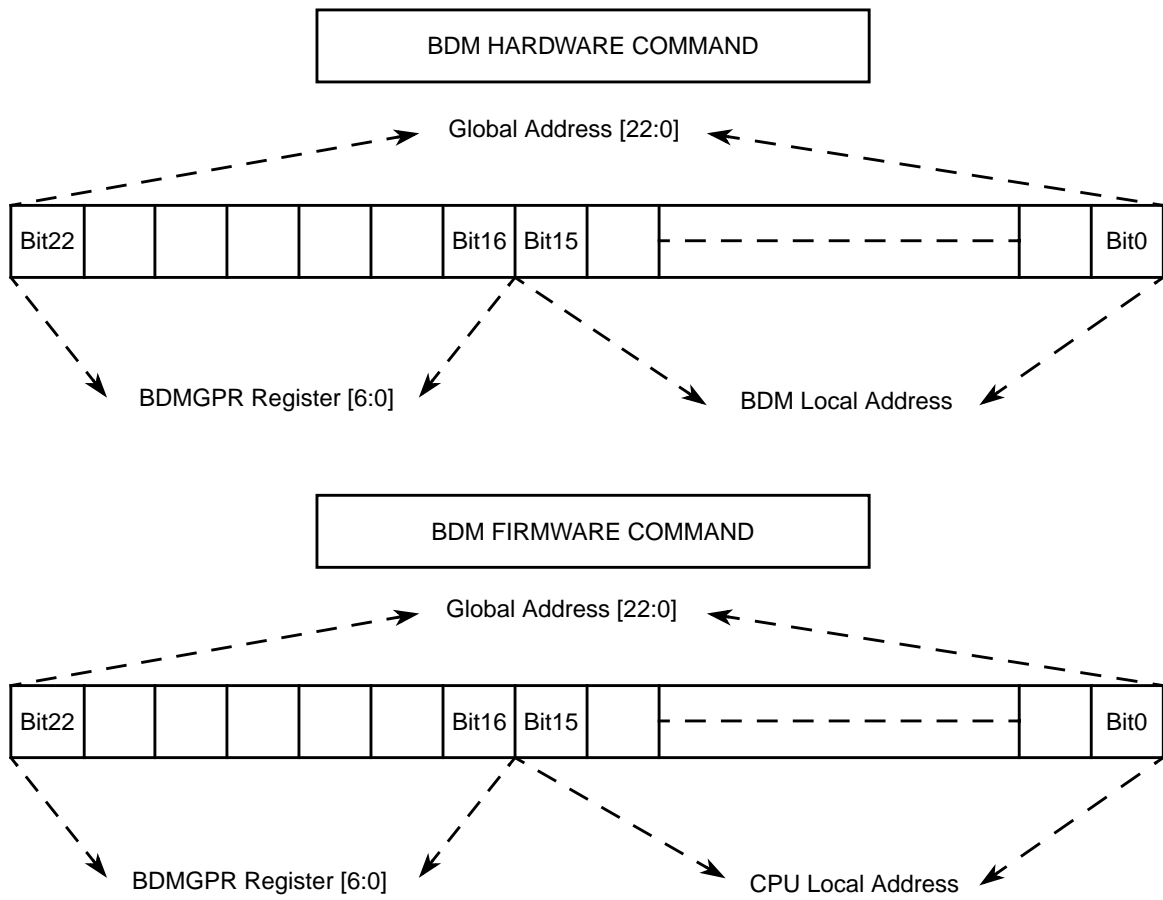 BDM HARDWARE COMMAND
Global Address [22:0]
Bit22 Bit16 Bit15 Bit0
BDMGPR Register [6:0] BDM Local Address
BDM FIRMWARE COMMAND
Global Address [22:0]
Bit22 Bit16 Bit15 Bit0
BDMGPR Register [6:0] CPU Local Address